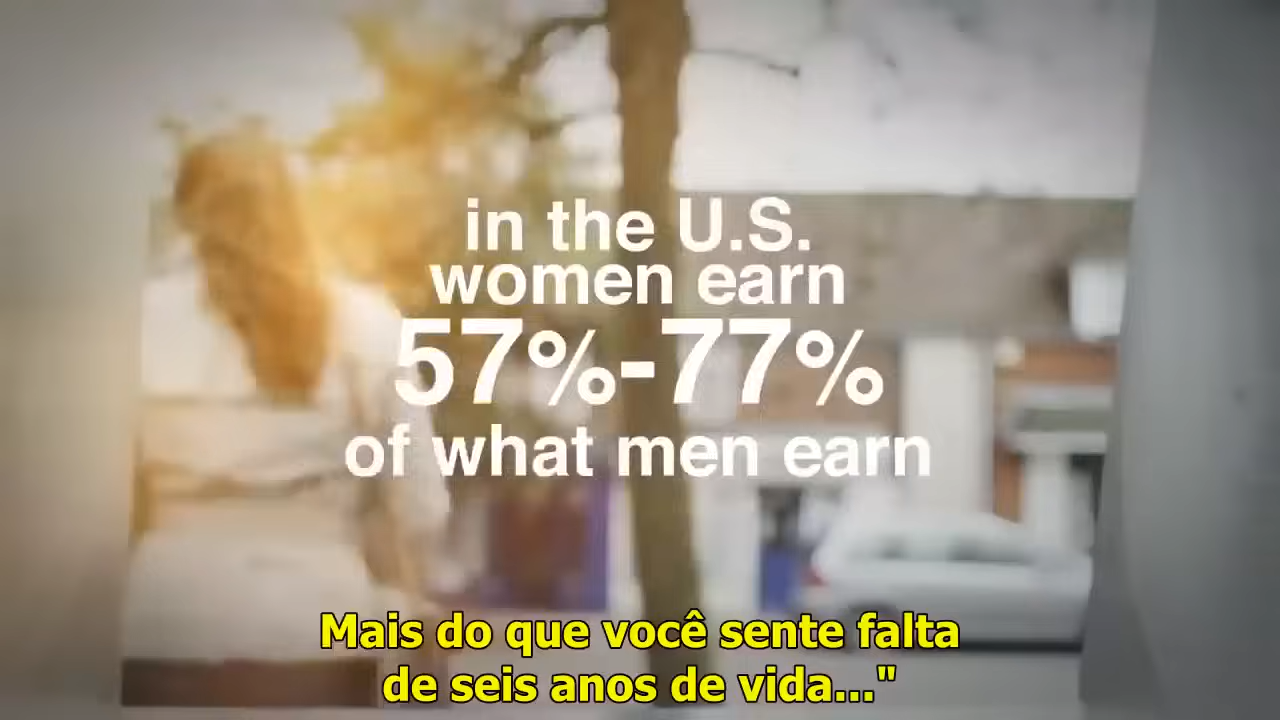 in the U.S.
women earn
57%-77%
of what men earn
Mais do que você sente falta
de seis anos de vida..."